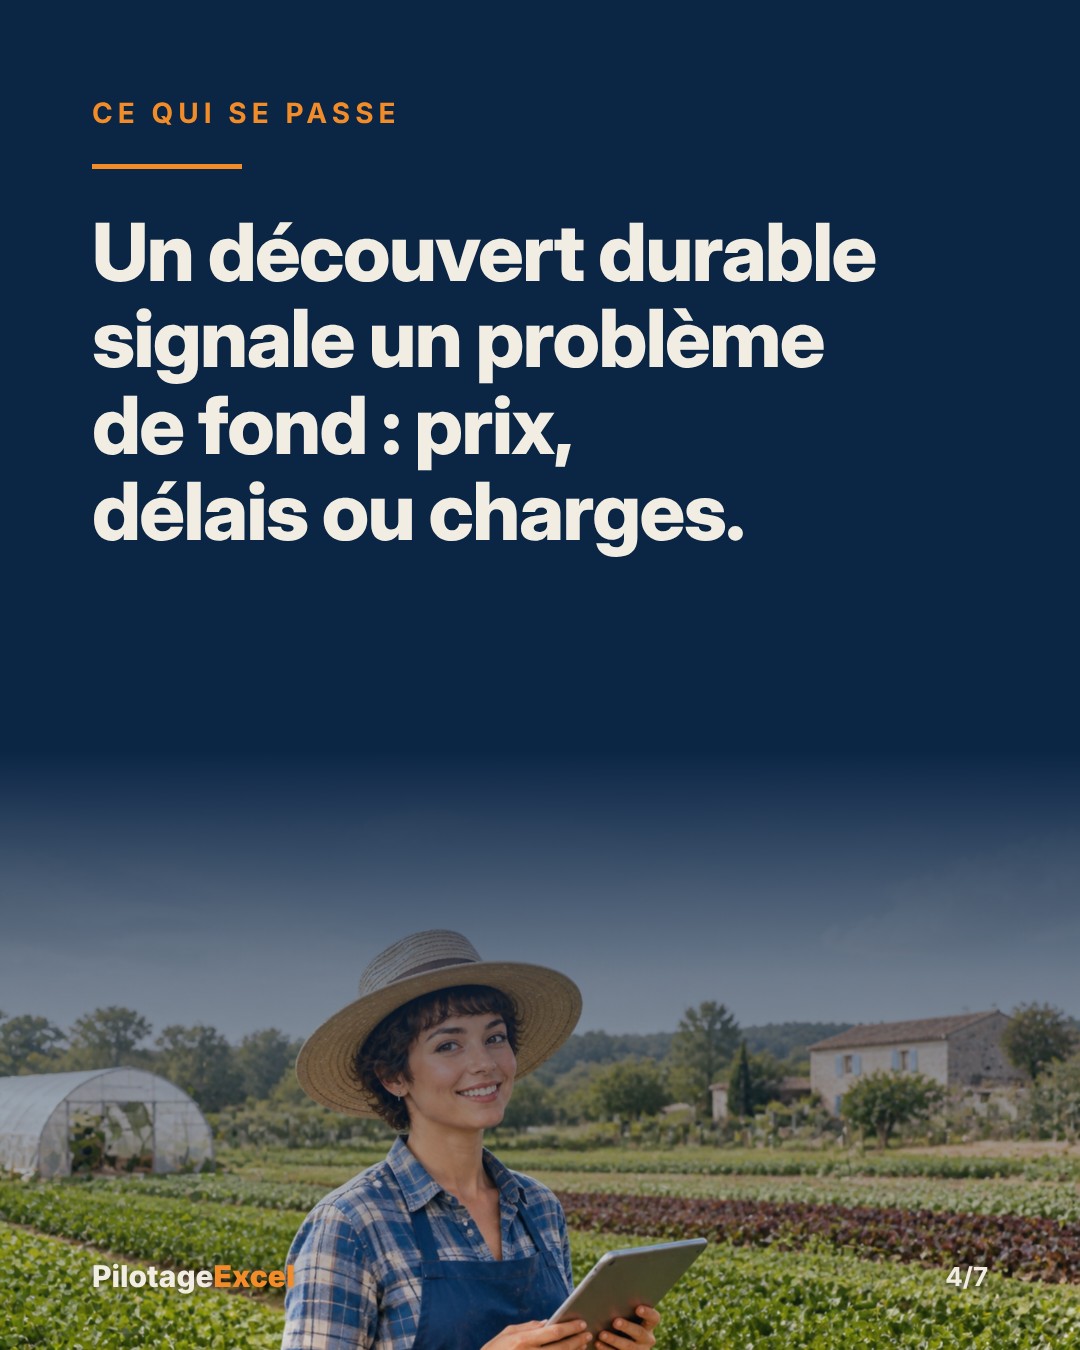 CE QUI SE PASSE
Un découvert durable
signale un problème
de fond : prix,
délais ou charges.
PilotageExcel
4/7